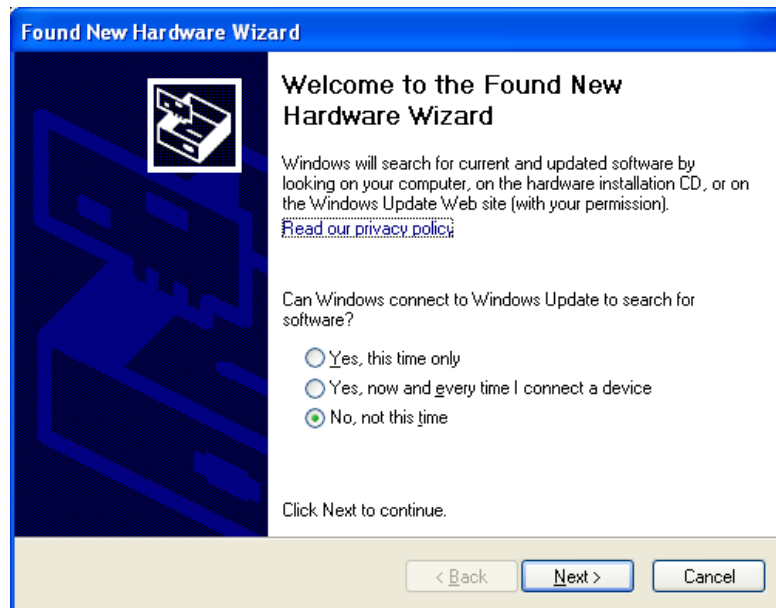 Found New Hardware Wizard
Welcome to the Found New
Hardware Wizard
Windows will search for current and updated software by
looking on your computer, on the hardware installation CD, or on
the Windows Update Web site (with your permission).
Read our privacy policy
Can Windows connect to Windows Update to search for
software?
Yes, this time only
Yes, now and every time I connect a device
No, not this time
Click Next to continue.
< Back Next > Cancel